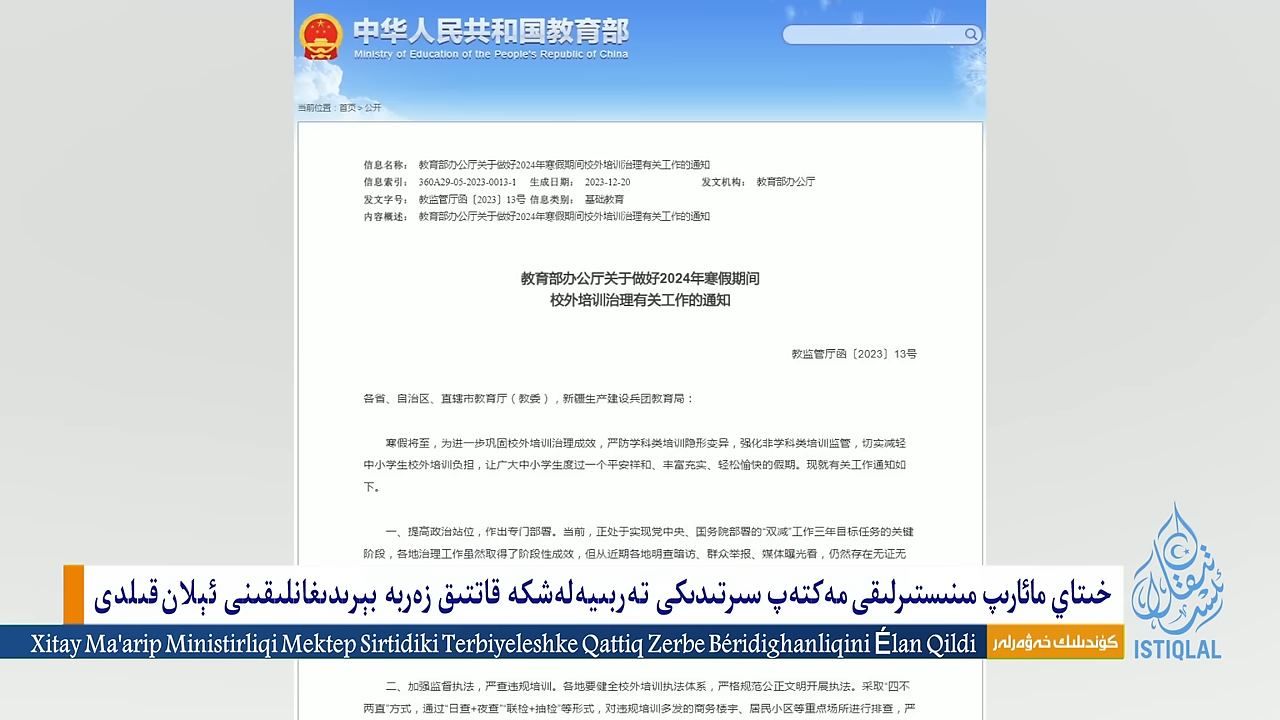 中华人民共和国教育部
Ministry of Education of the People's Republic of China
当前位置：首页 > 公开
信息名称： 教育部办公厅关于做好2024年寒假期间校外培训治理有关工作的通知
信息索引： 360A29-05-2023-0013-1 生成日期： 2023-12-20 发文机构： 教育部办公厅
发文字号： 教监管厅函〔2023〕13号 信息类别： 基础教育
内容概述： 教育部办公厅关于做好2024年寒假期间校外培训治理有关工作的通知
教育部办公厅关于做好2024年寒假期间
校外培训治理有关工作的通知
教监管厅函〔2023〕13号
各省、自治区、直辖市教育厅（教委），新疆生产建设兵团教育局：
寒假将至，为进一步巩固校外培训治理成效，严防学科类培训隐形变异，强化非学科类培训监管，切实减轻
中小学生校外培训负担，让广大中小学生度过一个平安祥和、丰富充实、轻松愉快的假期。现就有关工作通知如
下。
一、提高政治站位，作出专门部署。当前，正处于实现党中央、国务院部署的“双减”工作三年目标任务的关键
阶段，各地治理工作虽然取得了阶段性成效，但从近期各地明查暗访、群众举报、媒体曝光看，仍然存在无证无
خىتاي مائارىپ مىنىستىرلىقى مەكتەپ سىرتىدىكى تەربىيەلەشكە قاتتىق زەربە بېرىدىغانلىقىنى ئېلان قىلدى
Xitay Ma'arip Ministirliqi Mektep Sirtidiki Terbiyeleshke Qattiq Zerbe Béridighanliqini Élan Qildi
كۈندىلىك خەۋەرلەر
ئىستىقلال
ISTIQLAL
二、加强监督执法，严查违规培训。各地要健全校外培训执法体系，严格规范公正文明开展执法。采取“四不
两直”方式，通过“日查+夜查”“联检+抽检”等形式，对违规培训多发的商务楼宇、居民小区等重点场所进行排查，严